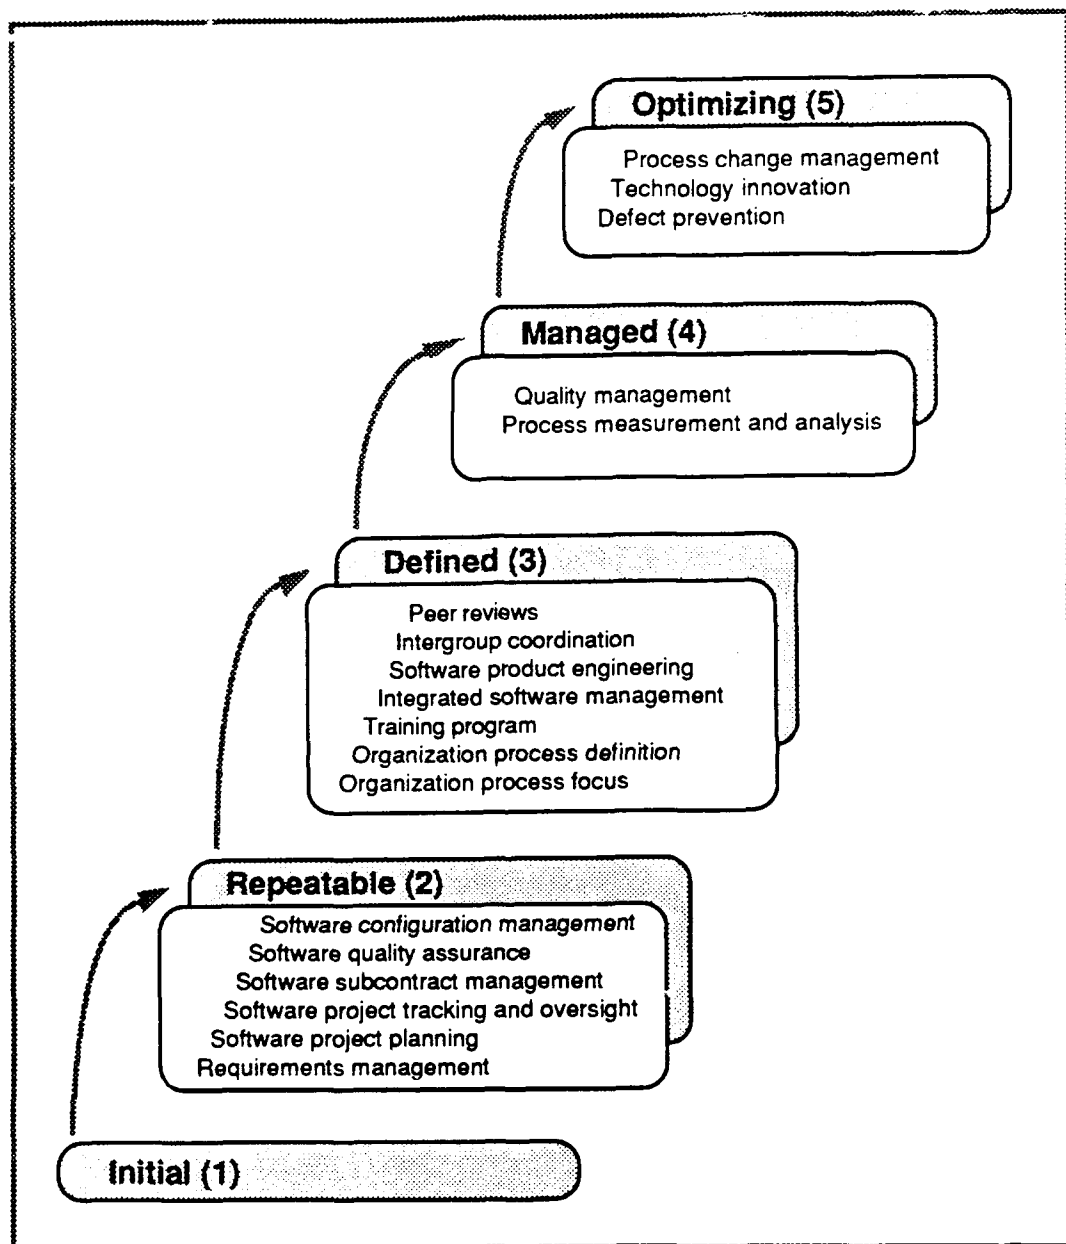 Optimizing (5)
Process change management
Technology innovation
Defect prevention
Managed (4)
Quality management
Process measurement and analysis
Defined (3)
Peer reviews
Intergroup coordination
Software product engineering
Integrated software management
Training program
Organization process definition
Organization process focus
Repeatable (2)
Software configuration management
Software quality assurance
Software subcontract management
Software project tracking and oversight
Software project planning
Requirements management
Initial (1)